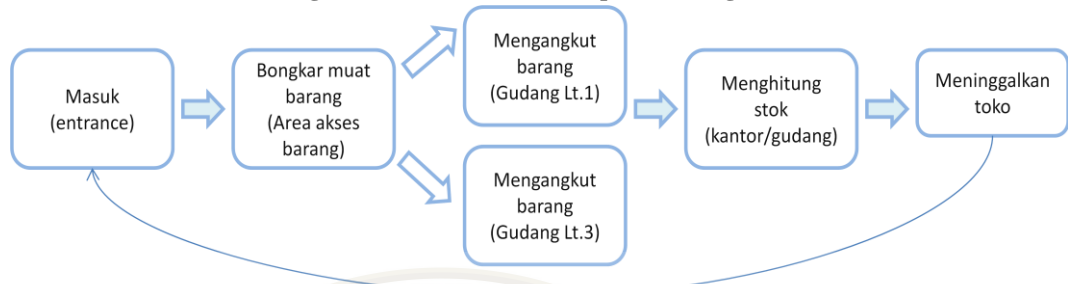 Masuk
(entrance)
Bongkar muat
barang
(Area akses
barang)
Mengangkut
barang
(Gudang Lt.1)
Mengangkut
barang
(Gudang Lt.3)
Menghitung
stok
(kantor/gudang)
Meninggalkan
toko